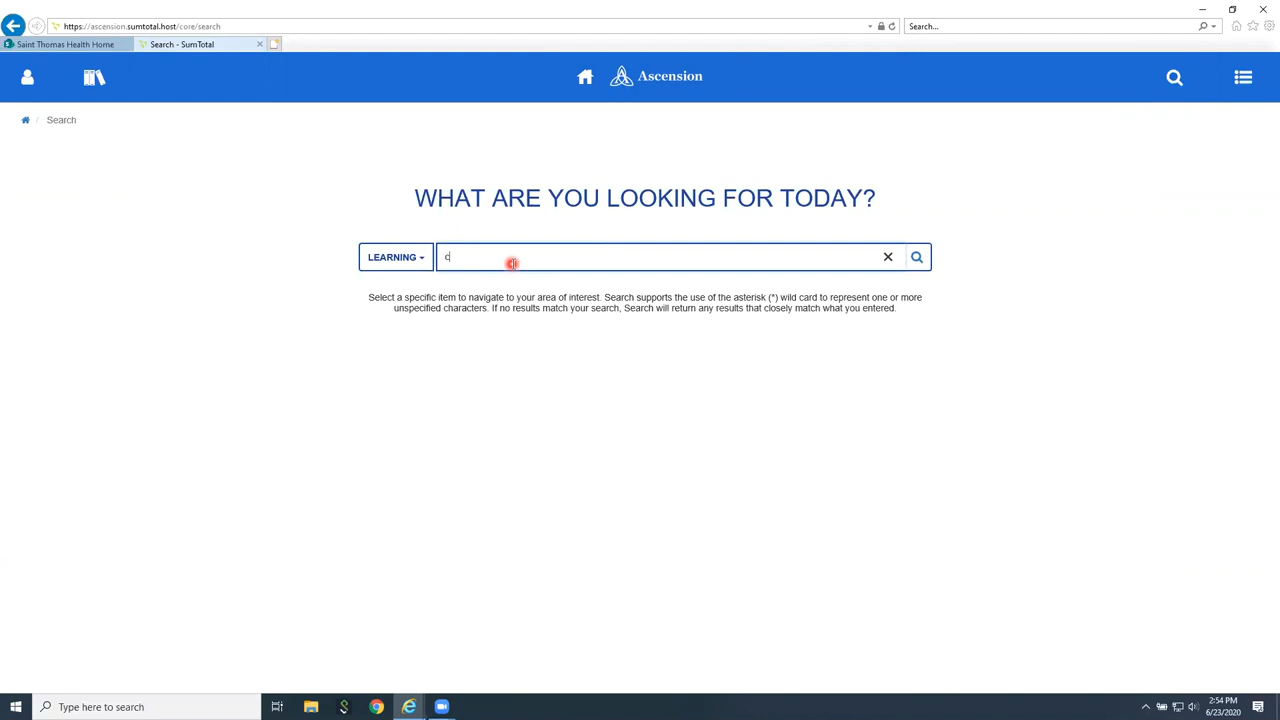 https://ascension.sumtotal.host/core/search
Search...
Saint Thomas Health Home
Search - SumTotal
Ascension
Search
WHAT ARE YOU LOOKING FOR TODAY?
LEARNING
c
Select a specific item to navigate to your area of interest. Search supports the use of the asterisk (*) wild card to represent one or more
unspecified characters. If no results match your search, Search will return any results that closely match what you entered.
Type here to search
2:54 PM
6/23/2020